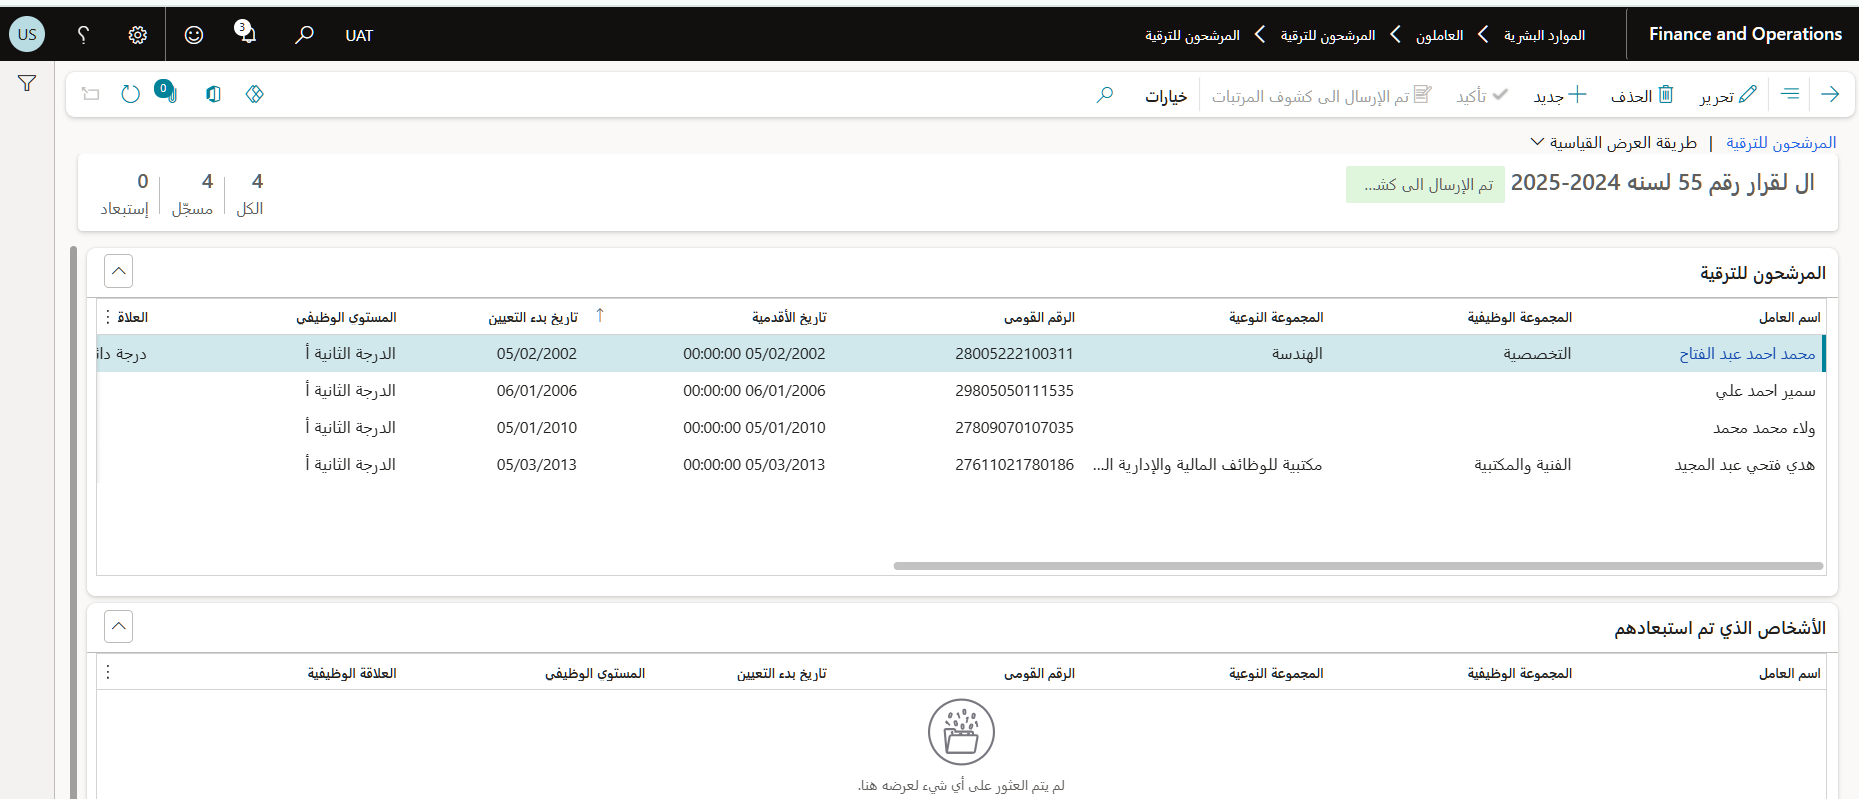 Finance and Operations
الموارد البشرية > العاملون > المرشحون للترقية > المرشحون للترقية
UAT
3
؟
US
تحرير
الحذف
جديد
تأكيد
تم الإرسال الى كشوف المرتبات
خيارات
0
المرشحون للترقية | طريقة العرض القياسية
ال لقرار رقم 55 لسنه 2024-2025
تم الإرسال الى كش...
4 4 0
الكل مسجّل إستبعاد
المرشحون للترقية
اسم العامل المجموعة الوظيفية المجموعة النوعية الرقم القومي تاريخ الأقدمية تاريخ بدء التعيين المستوى الوظيفي العلاق
محمد احمد عبد الفتاح التخصصية الهندسة 28005222100311 05/02/2002 00:00:00 05/02/2002 الدرجة الثانية أ درجة دائ
سمير احمد علي 29805050111535 06/01/2006 00:00:00 06/01/2006 الدرجة الثانية أ
ولاء محمد محمد 27809070107035 05/01/2010 00:00:00 05/01/2010 الدرجة الثانية أ
هدي فتحي عبد المجيد الفنية والمكتبية مكتبية للوظائف المالية والإدارية ال... 27611021780186 05/03/2013 00:00:00 05/03/2013 الدرجة الثانية أ
الأشخاص الذي تم استبعادهم
اسم العامل المجموعة الوظيفية المجموعة النوعية الرقم القومي تاريخ بدء التعيين المستوى الوظيفي العلاقة الوظيفية
لم يتم العثور على أي شيء لعرضه هنا.